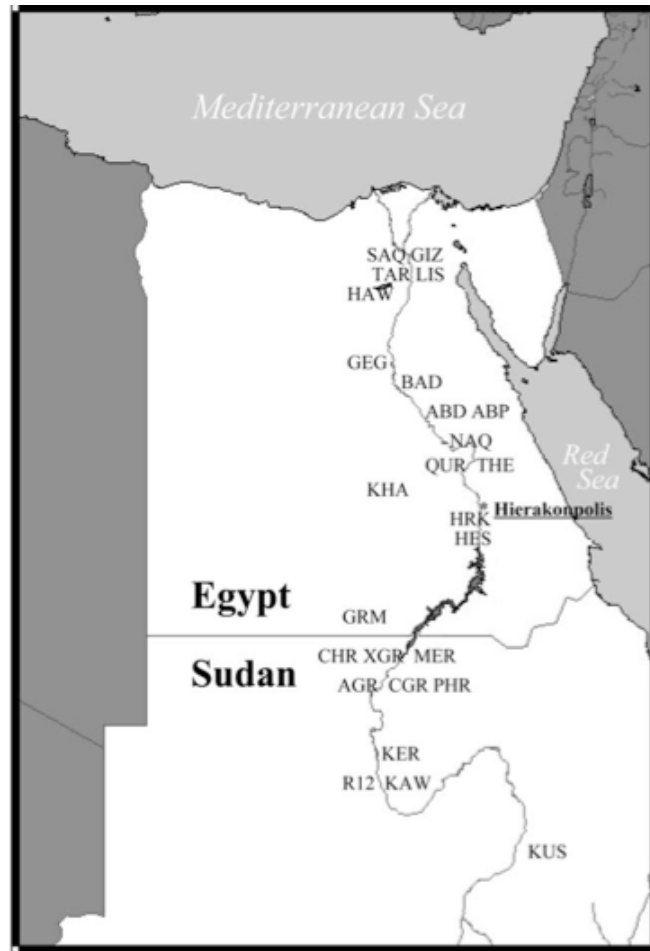 Mediterranean Sea
SAQ GIZ
TAR LIS
HAW
GEG
BAD
ABD ABP
NAQ
QUR THE
Red
Sea
KHA
Hierakonpolis
HRK
HES
Egypt
GRM
CHR XGR MER
Sudan
AGR CGR PHR
KER
R12 KAW
KUS